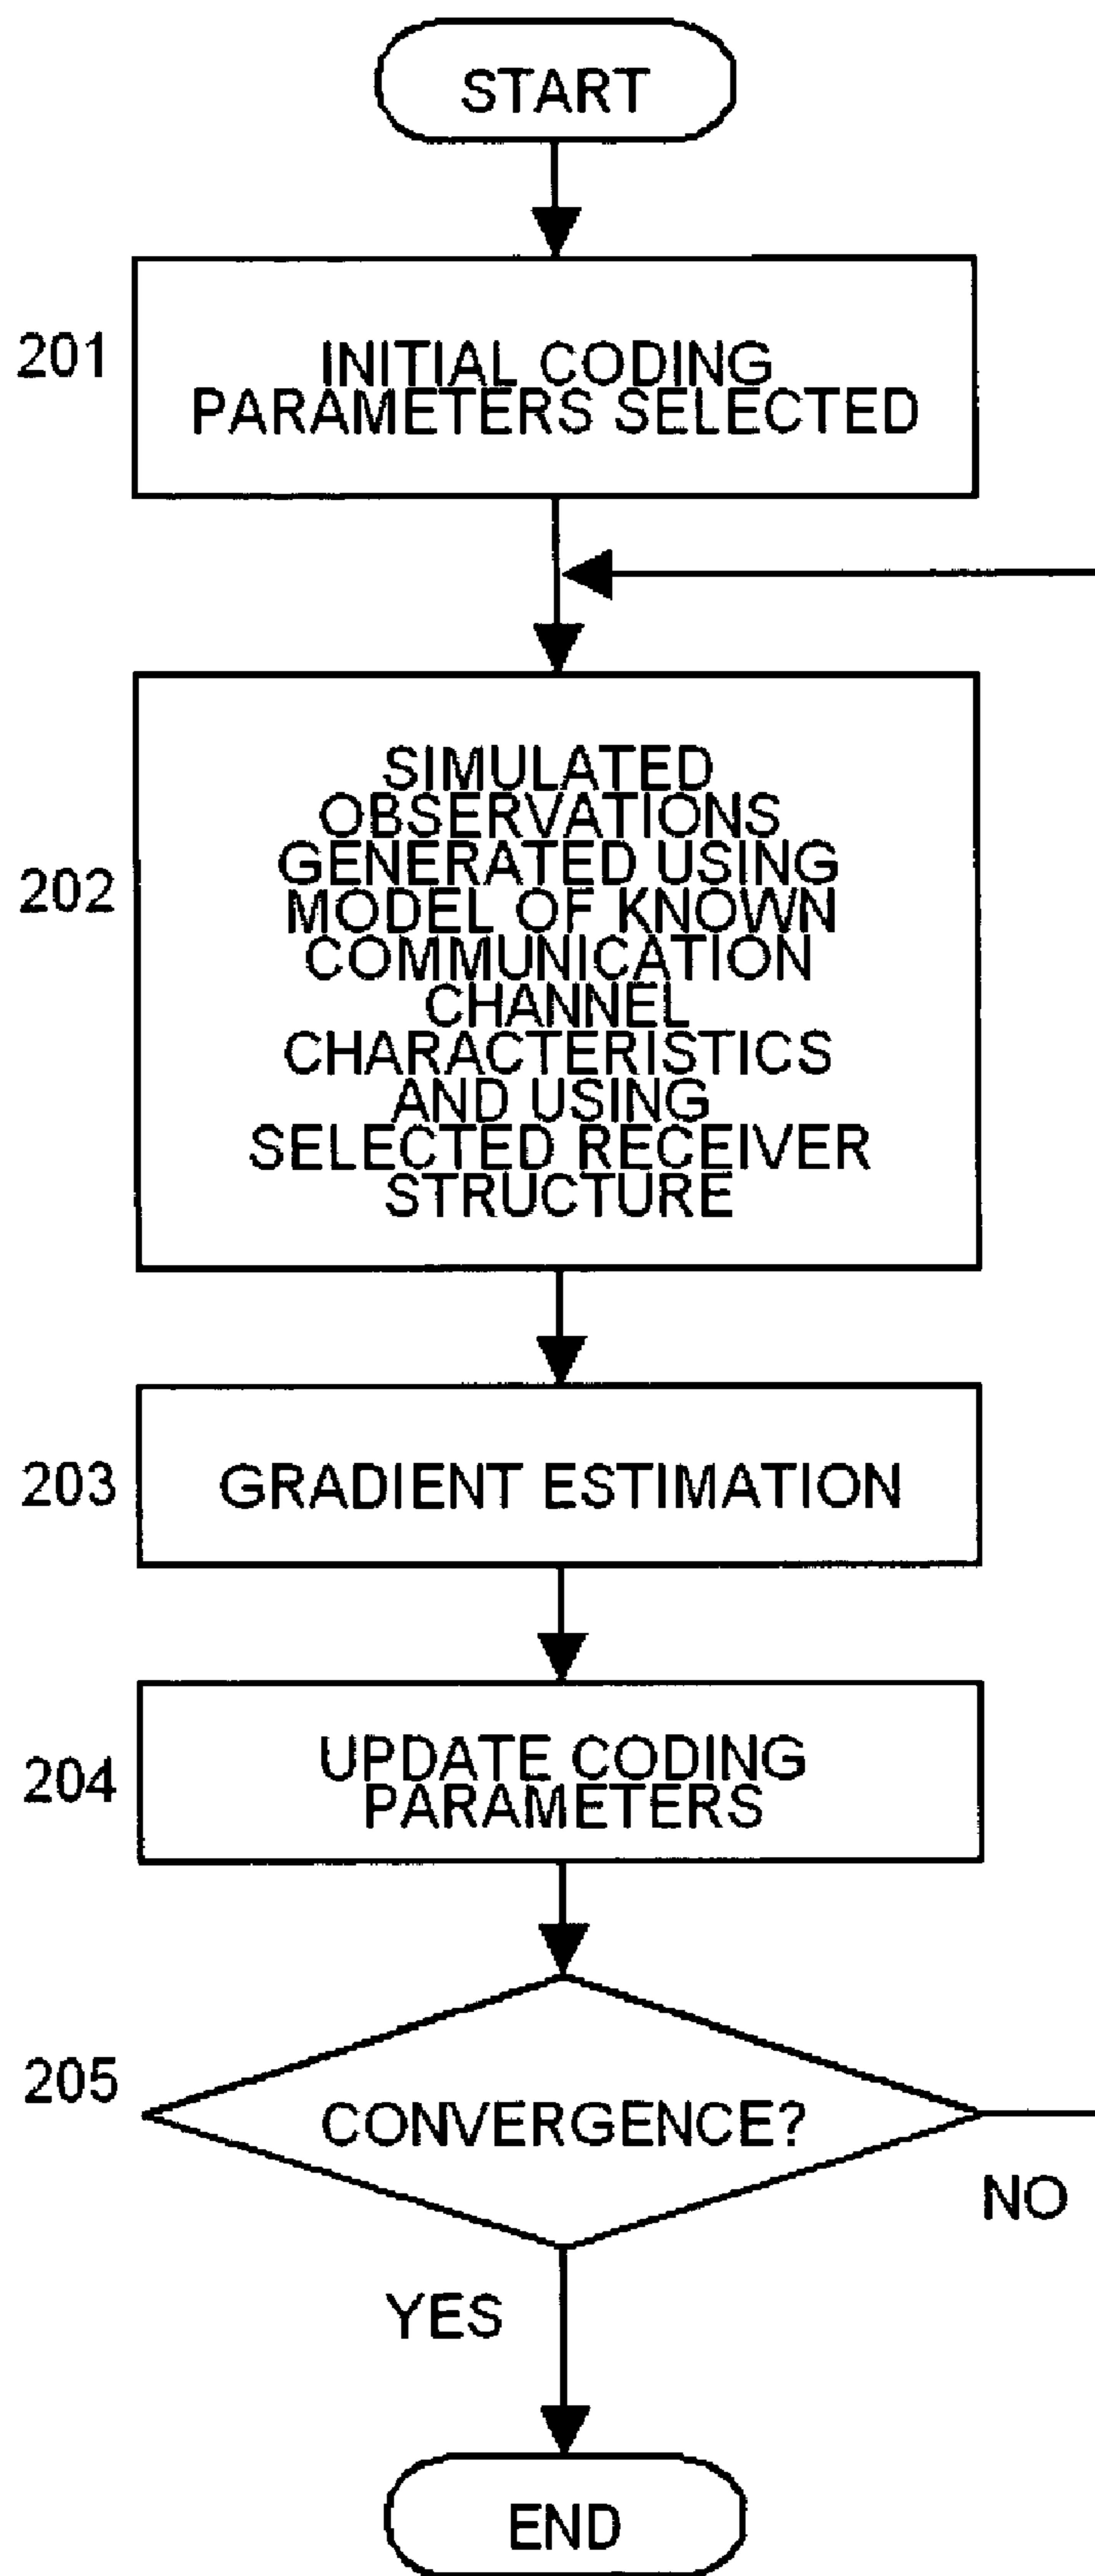 START
201
INITIAL CODING
PARAMETERS SELECTED
202
SIMULATED
OBSERVATIONS
GENERATED USING
MODEL OF KNOWN
COMMUNICATION
CHANNEL
CHARACTERISTICS
AND USING
SELECTED RECEIVER
STRUCTURE
203
GRADIENT ESTIMATION
204
UPDATE CODING
PARAMETERS
205
CONVERGENCE?
NO
YES
END